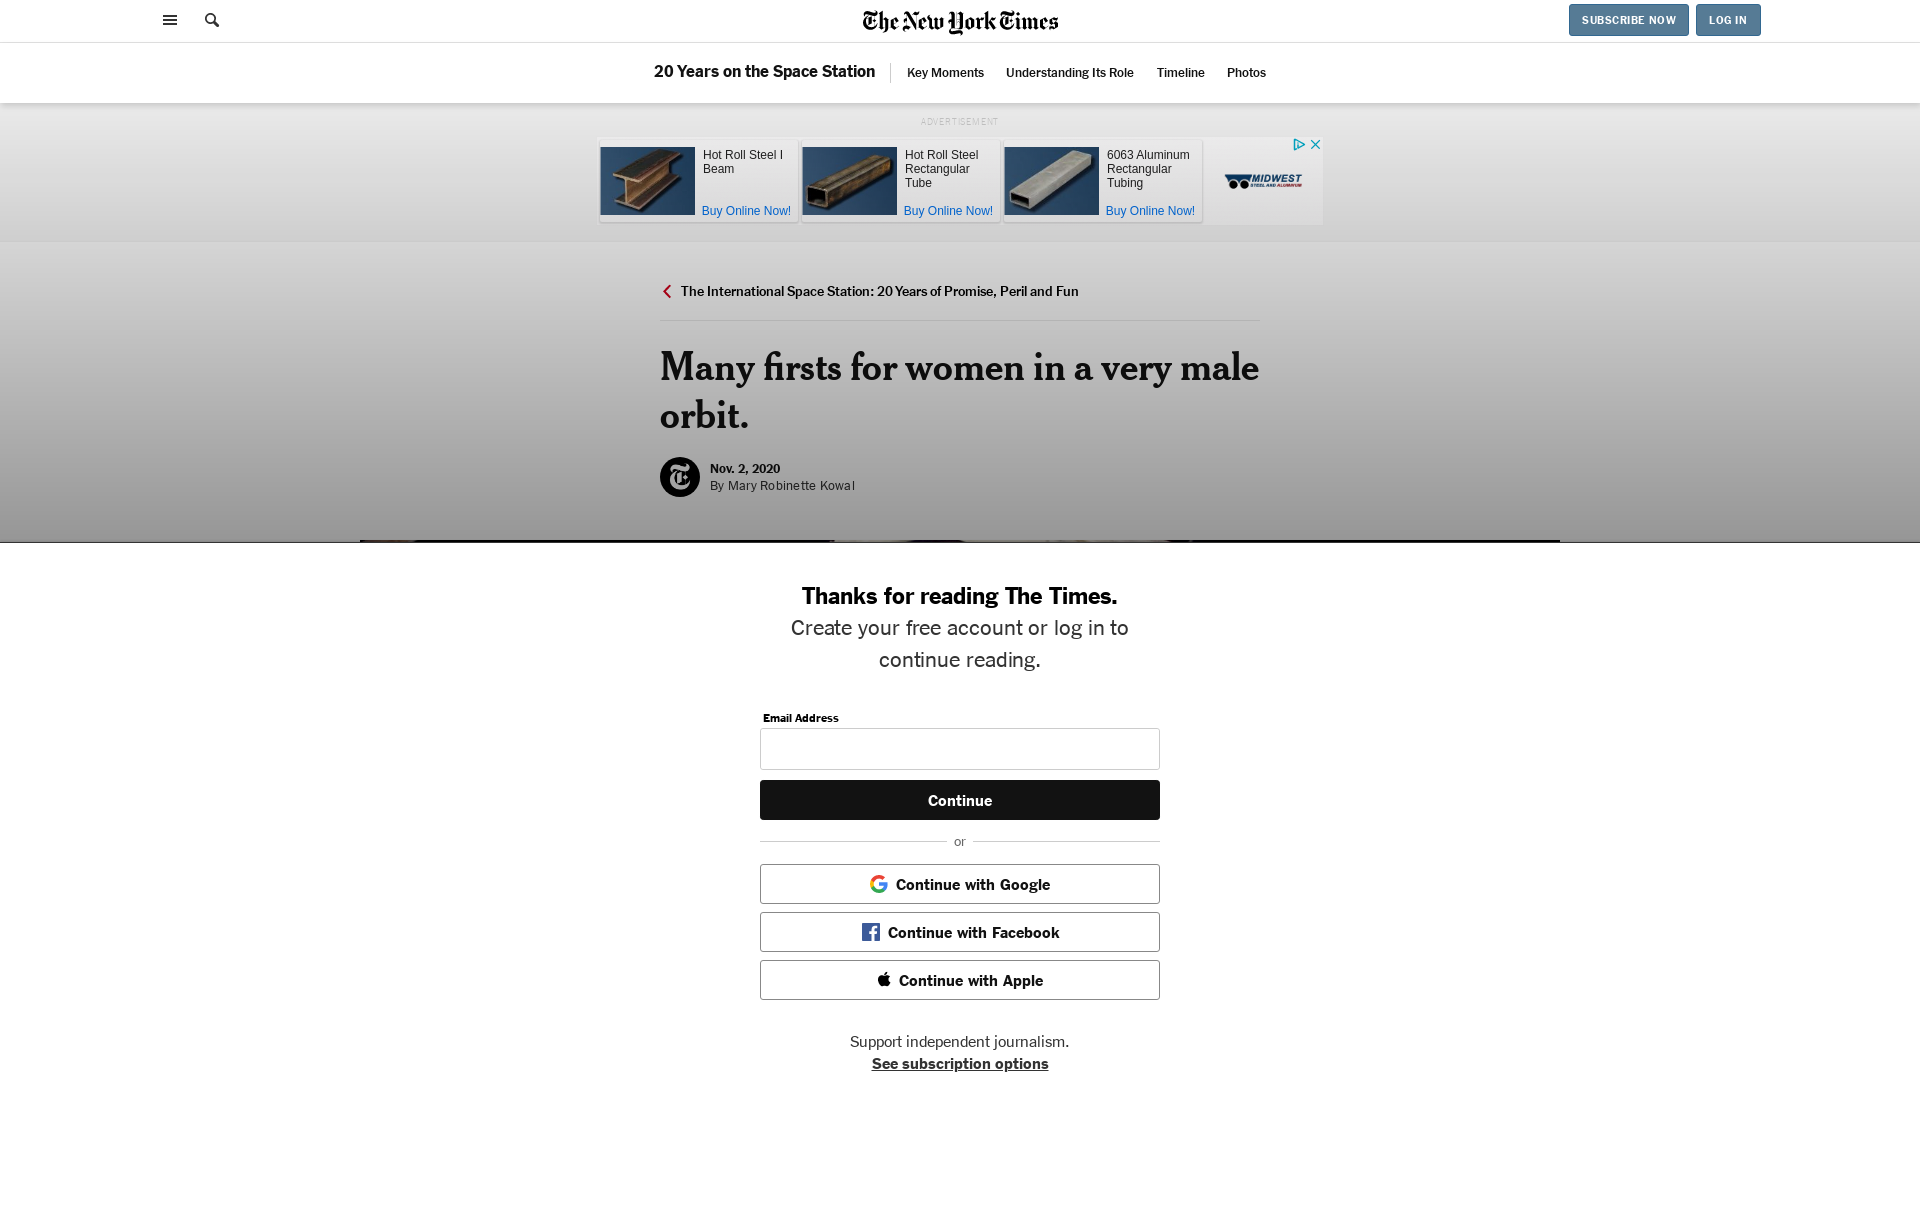 The New York Times
SUBSCRIBE NOW
LOG IN
20 Years on the Space Station
Key Moments
Understanding Its Role
Timeline
Photos
ADVERTISEMENT
Hot Roll Steel I
Beam
Buy Online Now!
Hot Roll Steel
Rectangular
Tube
Buy Online Now!
6063 Aluminum
Rectangular
Tubing
Buy Online Now!
MIDWEST
STEEL AND ALUMINUM
The International Space Station: 20 Years of Promise, Peril and Fun
Many firsts for women in a very male
orbit.
Nov. 2, 2020
By Mary Robinette Kowal
Thanks for reading The Times.
Create your free account or log in to
continue reading.
Email Address
Continue
or
Continue with Google
Continue with Facebook
Continue with Apple
Support independent journalism.
See subscription options